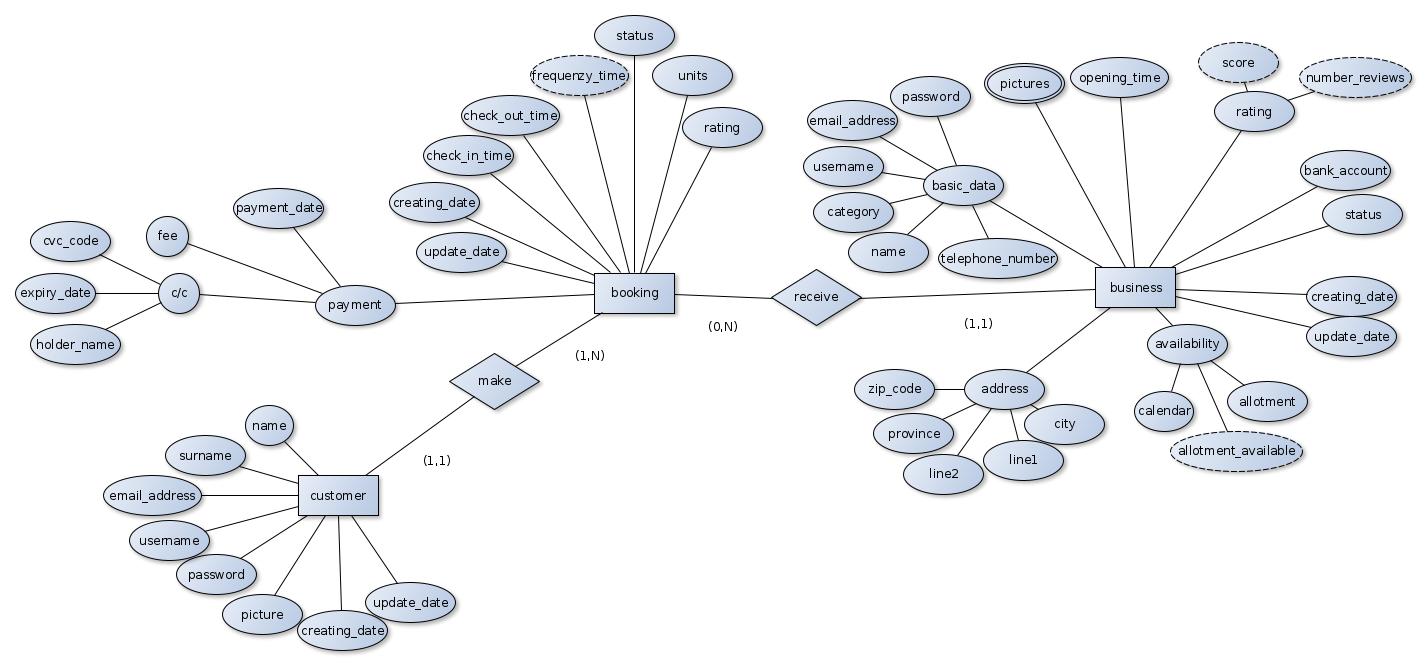 status
frequenzy_time
units
check_out_time
rating
check_in_time
creating_date
update_date
payment_date
fee
cvc_code
expiry_date
c/c
holder_name
payment
booking
receive
(0,N)
(1,1)
(1,N)
make
(1,1)
name
surname
email_address
customer
username
password
picture
creating_date
update_date
password
email_address
username
basic_data
category
name
telephone_number
pictures
opening_time
score
number_reviews
rating
bank_account
status
business
creating_date
update_date
availability
calendar
allotment
allotment_available
address
zip_code
province
line2
line1
city